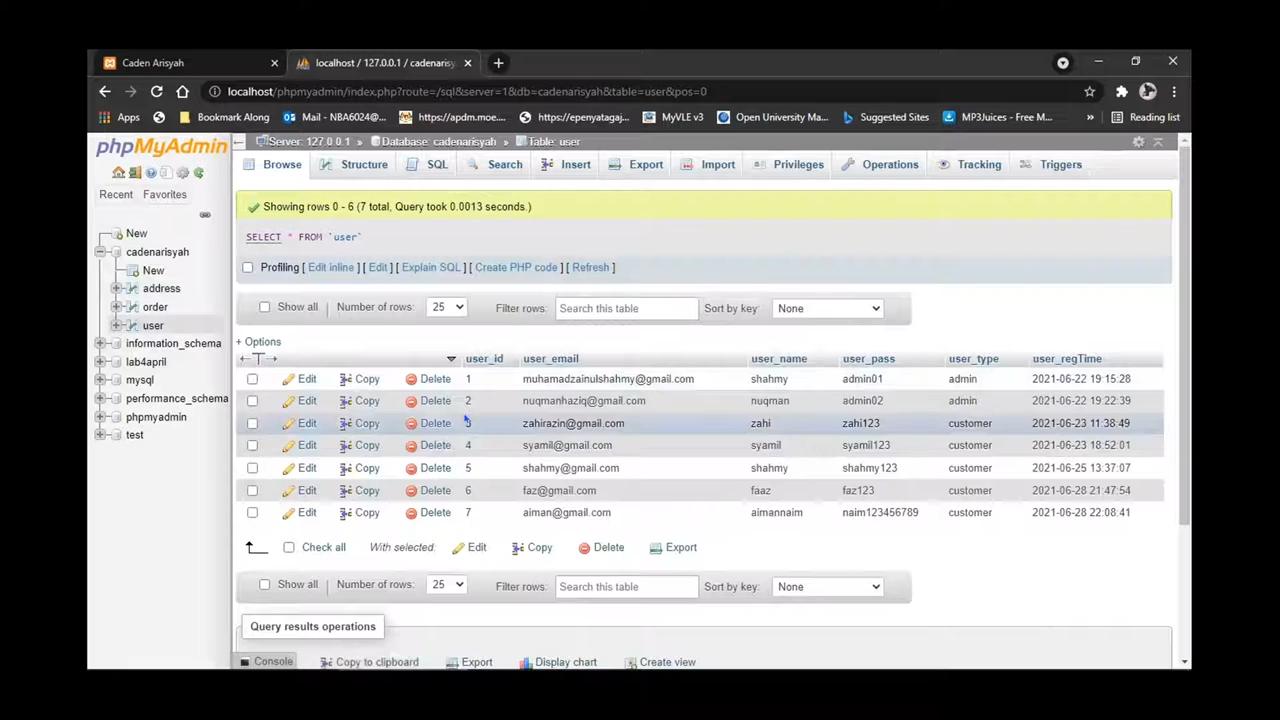 Caden Arisyah
localhost / 127.0.0.1 / cadenarisya
localhost/phpmyadmin/index.php?route=/sql&server=1&db=cadenarisyah&table=user&pos=0
Apps Bookmark Along Mail - NBA6024@... https://apdm.moe.... https://epenyatagaj... MyVLE v3 Open University Ma... Suggested Sites MP3Juices - Free M... » Reading list
phpMyAdmin
Recent Favorites
New
cadenarisyah
New
address
order
user
information_schema
lab4april
mysql
performance_schema
phpmyadmin
test
Server: 127.0.0.1 » Database: cadenarisyah » Table: user
Browse Structure SQL Search Insert Export Import Privileges Operations Tracking Triggers
Showing rows 0 - 6 (7 total, Query took 0.0013 seconds.)
SELECT * FROM `user`
Profiling [ Edit inline ] [ Edit ] [ Explain SQL ] [ Create PHP code ] [ Refresh ]
Show all Number of rows: 25 Filter rows: Search this table Sort by key: None
+ Options
←T→ user_id user_email user_name user_pass user_type user_regTime
Edit Copy Delete 1 muhamadzainulshahmy@gmail.com shahmy admin01 admin 2021-06-22 19:15:28
Edit Copy Delete 2 nuqmanhaziq@gmail.com nuqman admin02 admin 2021-06-22 19:22:39
Edit Copy Delete 3 zahirazin@gmail.com zahi zahi123 customer 2021-06-23 11:38:49
Edit Copy Delete 4 syamil@gmail.com syamil syamil123 customer 2021-06-23 18:52:01
Edit Copy Delete 5 shahmy@gmail.com shahmy shahmy123 customer 2021-06-25 13:37:07
Edit Copy Delete 6 faz@gmail.com faaz faz123 customer 2021-06-28 21:47:54
Edit Copy Delete 7 aiman@gmail.com aimannaim naim123456789 customer 2021-06-28 22:08:41
Check all With selected: Edit Copy Delete Export
Show all Number of rows: 25 Filter rows: Search this table Sort by key: None
Query results operations
Console Copy to clipboard Export Display chart Create view